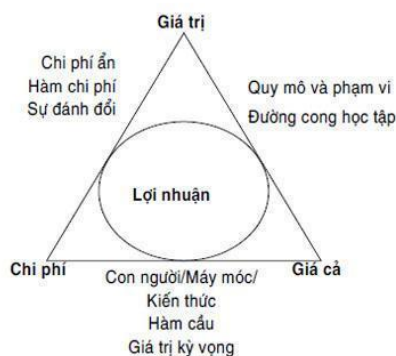 Giá trị
Chi phí ẩn
Hàm chi phí
Sự đánh đổi
Quy mô và phạm vi
Đường cong học tập
Lợi nhuận
Chi phí
Giá cả
Con người/Máy móc/
Kiến thức
Hàm cầu
Giá trị kỳ vọng